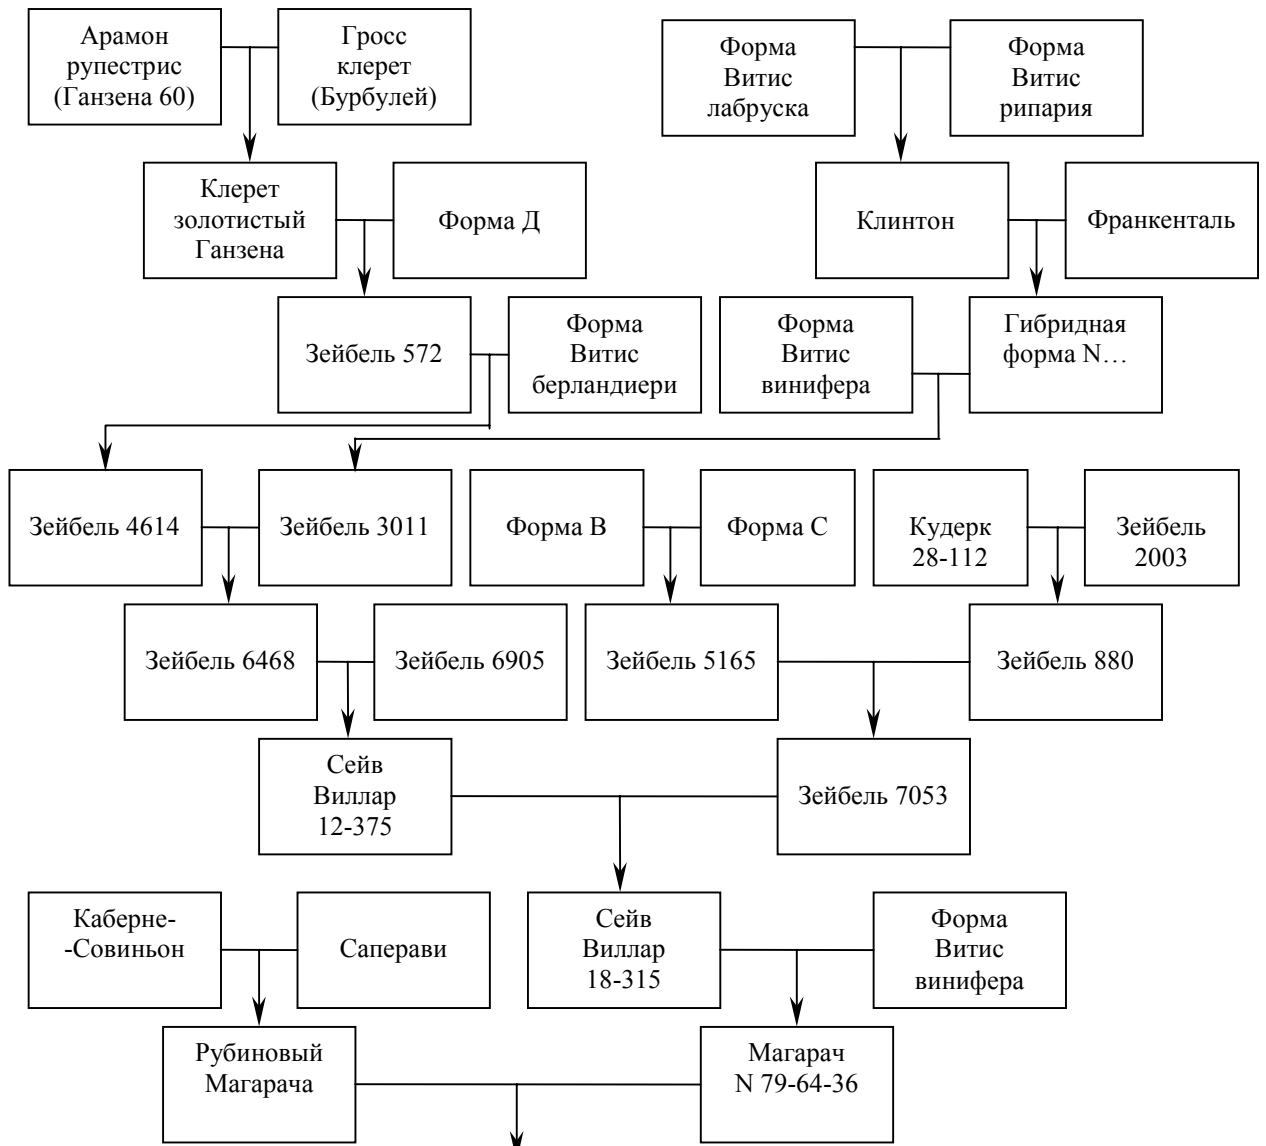 Арамон
рупестрис
(Ганзена 60)
Гросс
клерет
(Бурбулей)
Форма
Витис
лабруска
Форма
Витис
рипария
Клерет
золотистый
Ганзена
Форма Д
Клинтон
Франкенталь
Зейбель 572
Форма
Витис
берландиери
Форма
Витис
винифера
Гибридная
форма N…
Зейбель 4614
Зейбель 3011
Форма В
Форма С
Кудерк
28-112
Зейбель
2003
Зейбель 6468
Зейбель 6905
Зейбель 5165
Зейбель 880
Сейв
Виллар
12-375
Зейбель 7053
Каберне-
-Совиньон
Саперави
Сейв
Виллар
18-315
Форма
Витис
винифера
Рубиновый
Магарача
Магарач
N 79-64-36